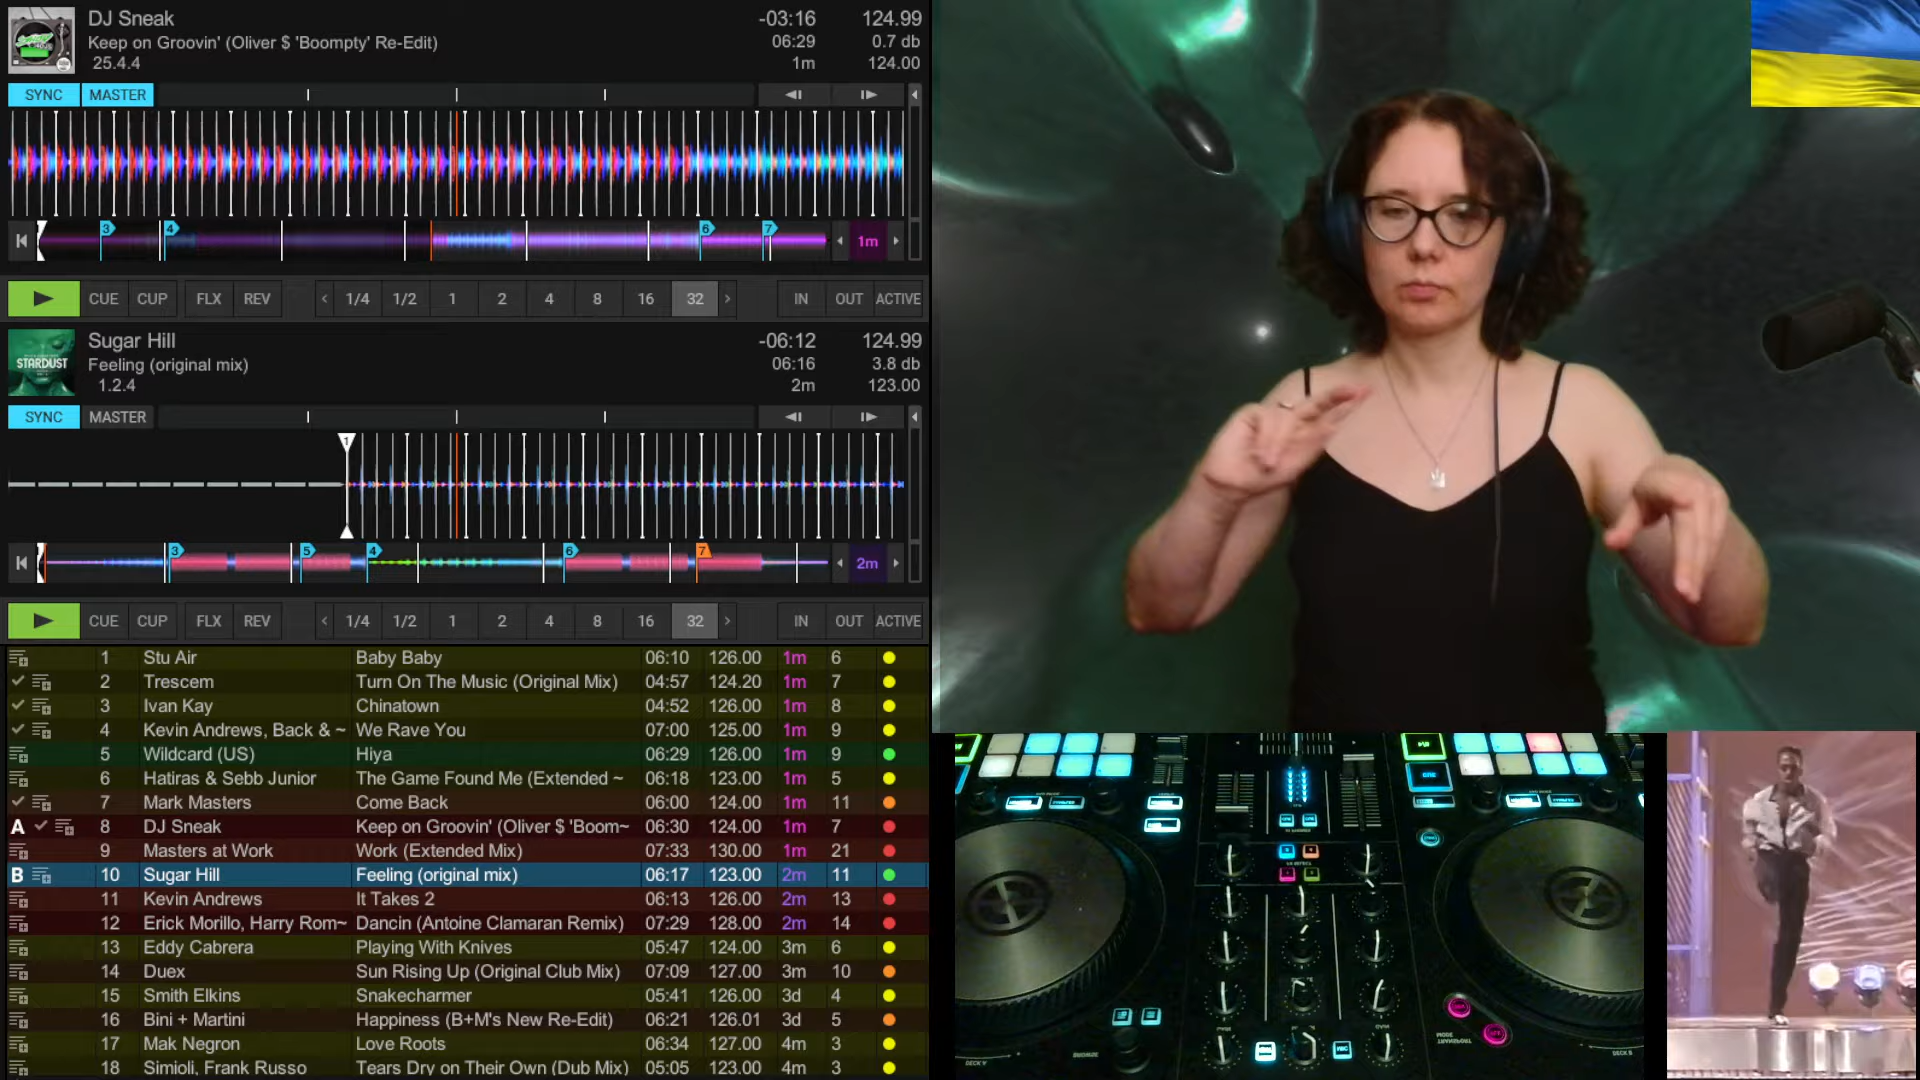 DJ Sneak -03:16 124.99
Keep on Groovin' (Oliver $ 'Boompty' Re-Edit) 06:29 0.7 db
25.4.4 1m 124.00
SYNC MASTER
3 4 6 7 1m
CUE CUP FLX REV 1/4 1/2 1 2 4 8 16 32 IN OUT ACTIVE
Sugar Hill -06:12 124.99
STARDUST Feeling (original mix) 06:16 3.8 db
1.2.4 2m 123.00
SYNC MASTER
1
3 5 4 6 7 2m
CUE CUP FLX REV 1/4 1/2 1 2 4 8 16 32 IN OUT ACTIVE
1 Stu Air Baby Baby 06:10 126.00 1m 6
2 Trescem Turn On The Music (Original Mix) 04:57 124.20 1m 7
3 Ivan Kay Chinatown 04:52 126.00 1m 8
4 Kevin Andrews, Back & ~ We Rave You 07:00 125.00 1m 9
5 Wildcard (US) Hiya 06:29 126.00 1m 9
6 Hatiras & Sebb Junior The Game Found Me (Extended ~ 06:18 123.00 1m 5
7 Mark Masters Come Back 06:00 124.00 1m 11
A 8 DJ Sneak Keep on Groovin' (Oliver $ 'Boom~ 06:30 124.00 1m 7
9 Masters at Work Work (Extended Mix) 07:33 130.00 1m 21
B 10 Sugar Hill Feeling (original mix) 06:17 123.00 2m 11
11 Kevin Andrews It Takes 2 06:13 126.00 2m 13
12 Erick Morillo, Harry Rom~ Dancin (Antoine Clamaran Remix) 07:29 128.00 2m 14
13 Eddy Cabrera Playing With Knives 05:47 124.00 3m 6
14 Duex Sun Rising Up (Original Club Mix) 07:09 127.00 3m 10
15 Smith Elkins Snakecharmer 05:41 126.00 3d 4
16 Bini + Martini Happiness (B+M's New Re-Edit) 06:21 126.01 3d 5
17 Mak Negron Love Roots 06:34 127.00 4m 3
18 Simioli, Frank Russo Tears Dry on Their Own (Dub Mix) 05:05 123.00 4m 3